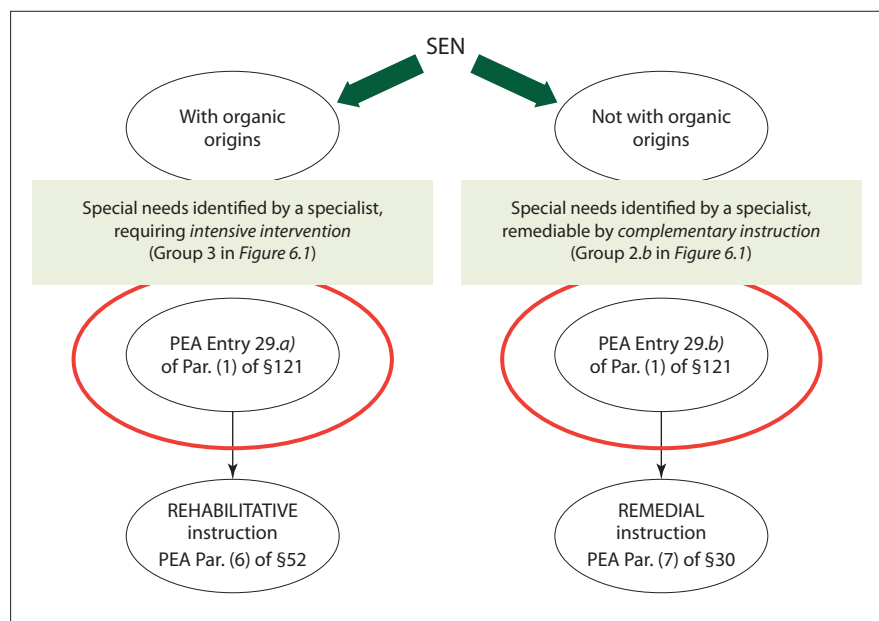 SEN
With organic
origins
Not with organic
origins
Special needs identified by a specialist,
requiring intensive intervention
(Group 3 in Figure 6.1)
Special needs identified by a specialist,
remediable by complementary instruction
(Group 2.b in Figure 6.1)
PEA Entry 29.a)
of Par. (1) of §121
PEA Entry 29.b)
of Par. (1) of §121
REHABILITATIVE
instruction
PEA Par. (6) of §52
REMEDIAL
instruction
PEA Par. (7) of §30